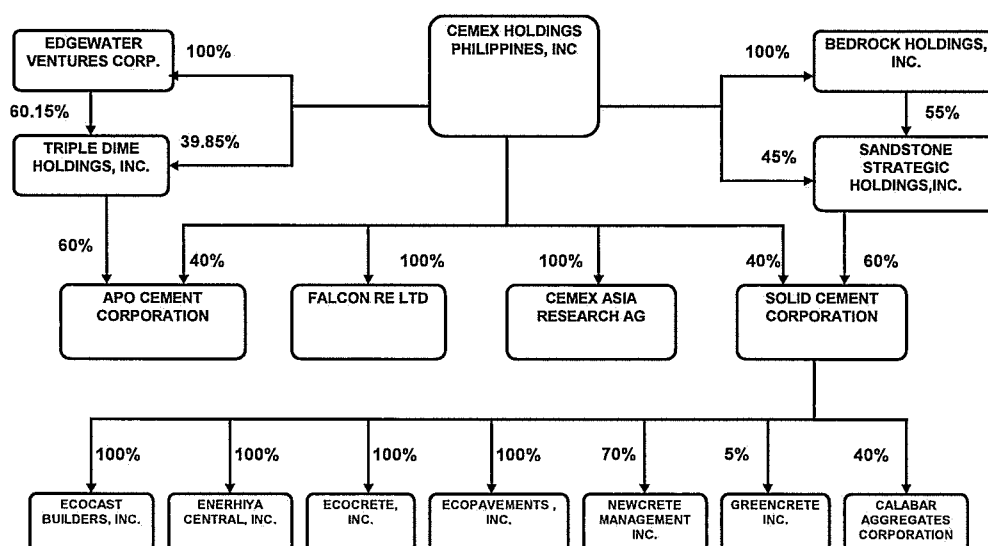 CEMEX HOLDINGS
PHILIPPINES, INC
EDGEWATER
VENTURES CORP.
100%
100%
BEDROCK HOLDINGS,
INC.
60.15%
55%
TRIPLE DIME
HOLDINGS, INC.
39.85%
45%
SANDSTONE
STRATEGIC
HOLDINGS,INC.
60%
40%
100%
100%
40%
60%
APO CEMENT
CORPORATION
FALCON RE LTD
CEMEX ASIA
RESEARCH AG
SOLID CEMENT
CORPORATION
100%
100%
100%
100%
70%
5%
40%
ECOCAST
BUILDERS, INC.
ENERHIYA
CENTRAL, INC.
ECOCRETE,
INC.
ECOPAVEMENTS ,
INC.
NEWCRETE
MANAGEMENT
INC.
GREENCRETE
INC.
CALABAR
AGGREGATES
CORPORATION